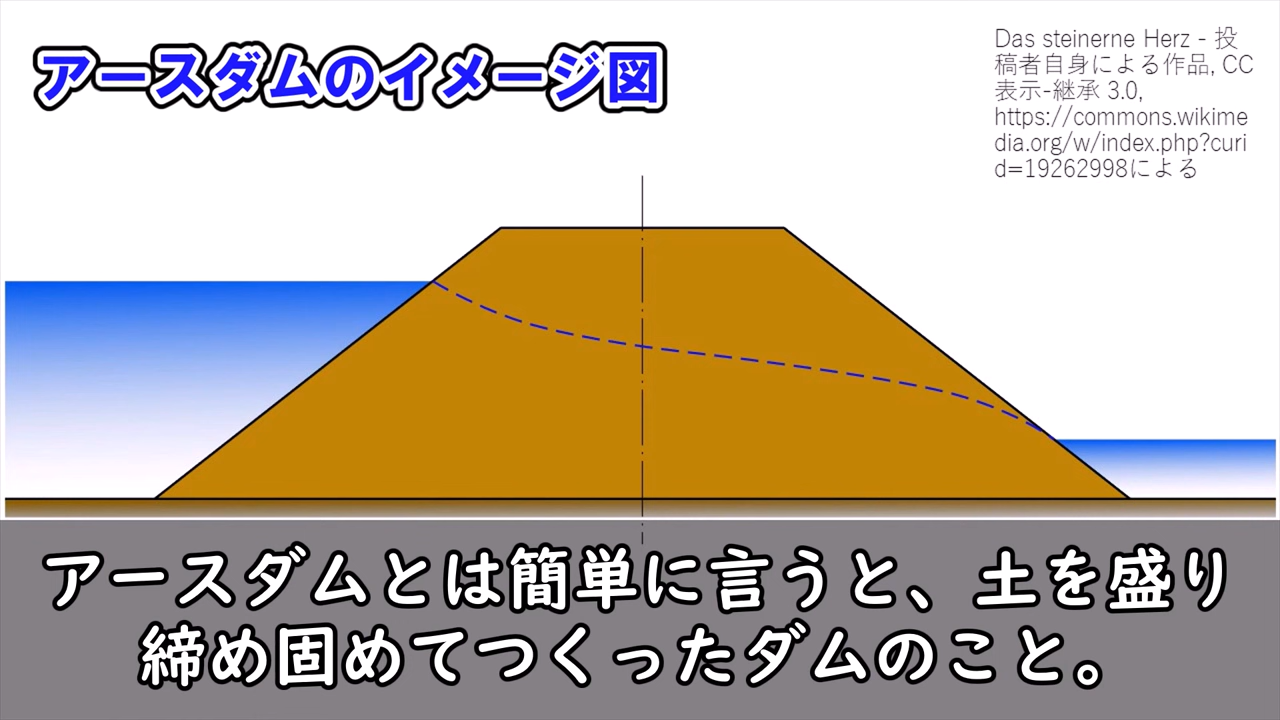 アースダムのイメージ図
Das steinerne Herz - 投
稿者自身による作品, CC
表示-継承 3.0,
https://commons.wikime
dia.org/w/index.php?curi
d=19262998による
アースダムとは簡単に言うと、土を盛り
締め固めてつくったダムのこと。